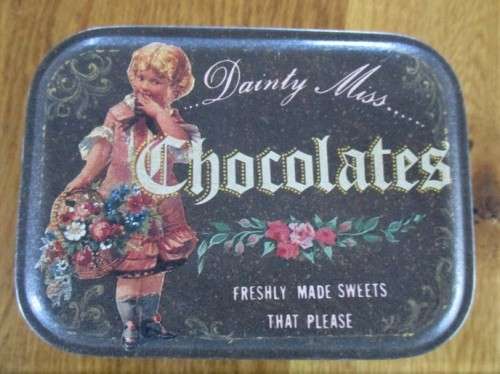 ...Dainty Miss......
Chocolates
FRESHLY MADE SWEETS
THAT PLEASE